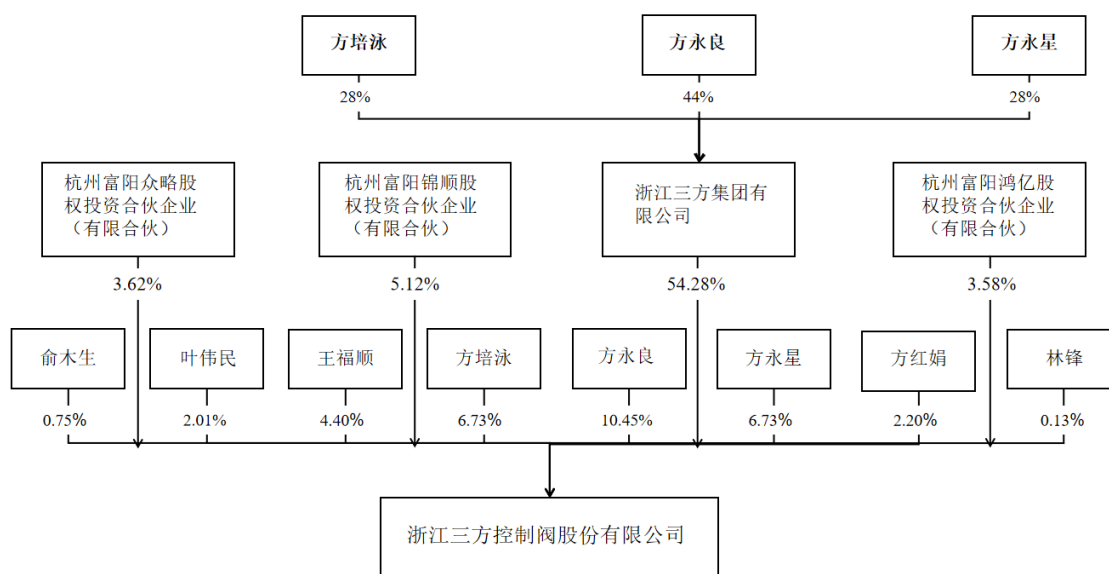 方培泳 方永良 方永星
28% 44% 28%
杭州富阳众略股
权投资合伙企业
（有限合伙）
杭州富阳锦顺股
权投资合伙企业
（有限合伙）
浙江三方集团有
限公司
杭州富阳鸿亿股
权投资合伙企业
（有限合伙）
3.62% 5.12% 54.28% 3.58%
俞木生 叶伟民 王福顺 方培泳 方永良 方永星 方红娟 林锋
0.75% 2.01% 4.40% 6.73% 10.45% 6.73% 2.20% 0.13%
浙江三方控制阀股份有限公司